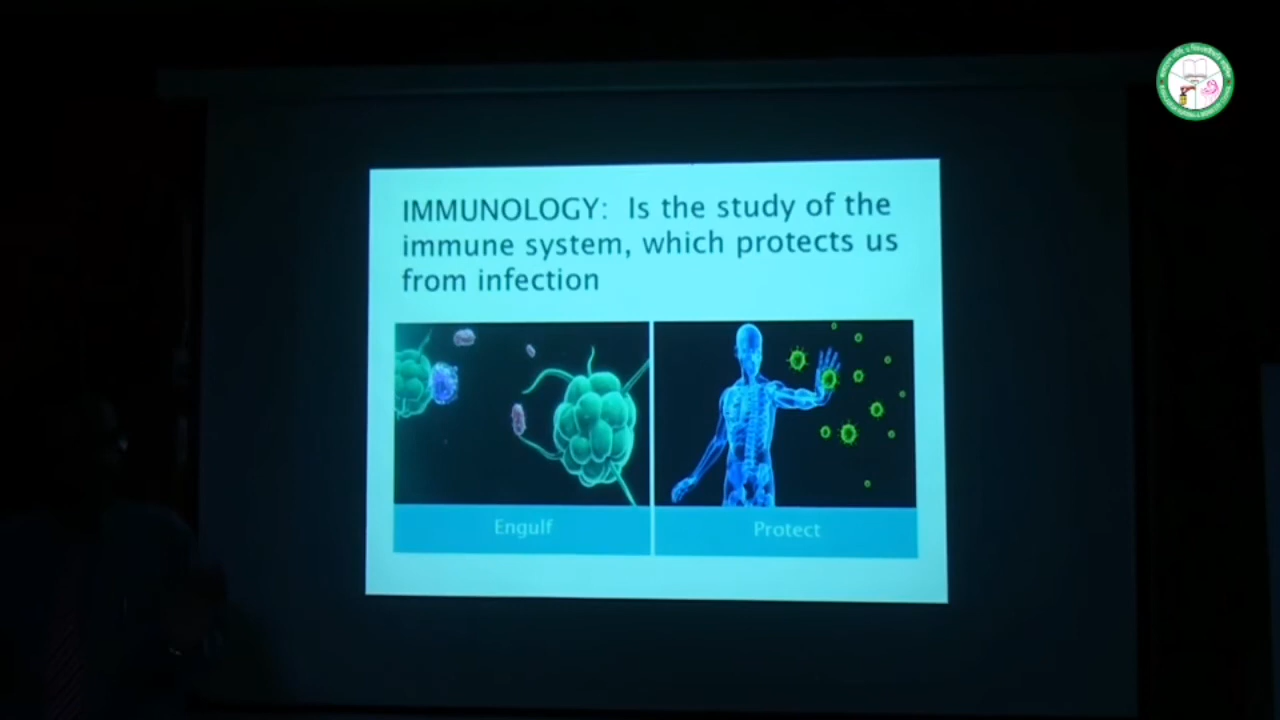 IMMUNOLOGY: Is the study of the
immune system, which protects us
from infection
Engulf
Protect